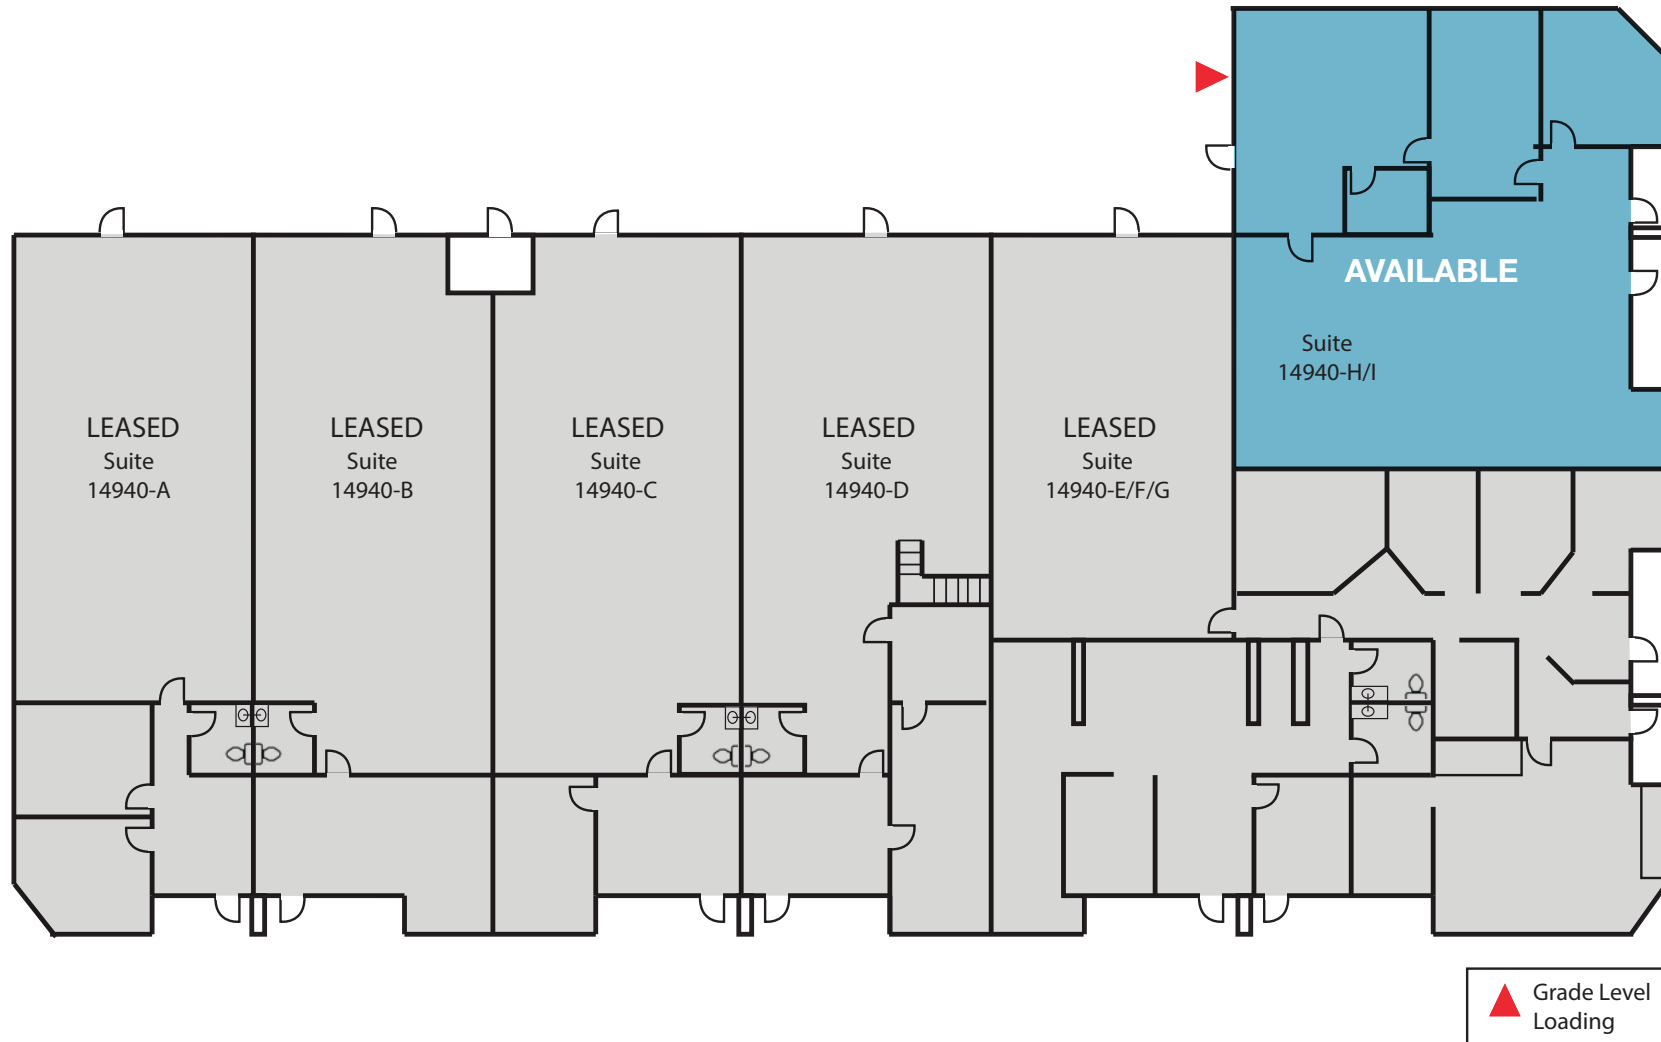 AVAILABLE
Suite
14940-H/I
LEASED
Suite
14940-A
LEASED
Suite
14940-B
LEASED
Suite
14940-C
LEASED
Suite
14940-D
LEASED
Suite
14940-E/F/G
Grade Level
Loading